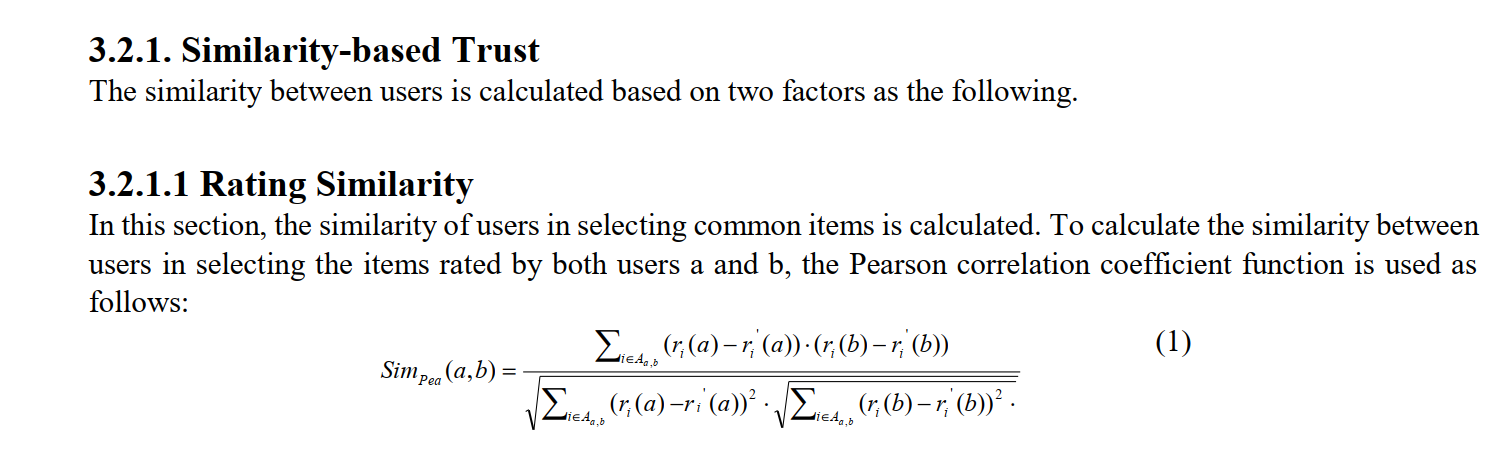 3.2.1. Similarity-based Trust
The similarity between users is calculated based on two factors as the following.
3.2.1.1 Rating Similarity
In this section, the similarity of users in selecting common items is calculated. To calculate the similarity between
users in selecting the items rated by both users a and b, the Pearson correlation coefficient function is used as
follows:
Sim_{Pea}(a,b) = \frac{\sum_{i \in A_{a,b}} (r_i(a) - r_i^{'}(a)) \cdot (r_i(b) - r_i^{'}(b))}{\sqrt{\sum_{i \in A_{a,b}} (r_i(a) - r_i^{'}(a))^2 \cdot \sqrt{\sum_{i \in A_{a,b}} (r_i(b) - r_i^{'}(b))^2 \cdot}}} (1)